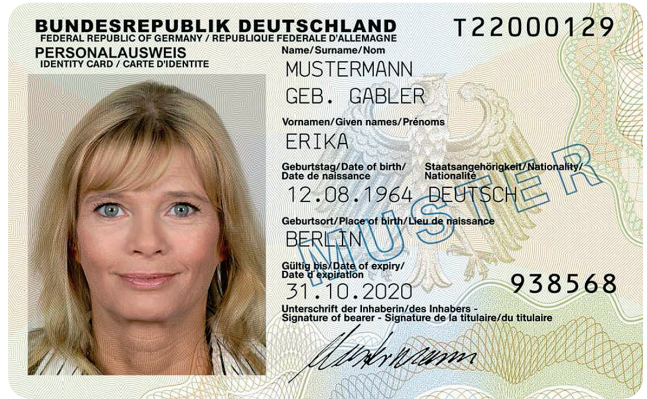 BUNDESREPUBLIK DEUTSCHLAND
T22000129
FEDERAL REPUBLIC OF GERMANY / REPUBLIQUE FEDERALE D'ALLEMAGNE
PERSONALAUSWEIS
IDENTITY CARD / CARTE D'IDENTITE
Name/Surname/Nom
MUSTERMANN
GEB. GABLER
Vornamen/Given names/Prénoms
ERIKA
Geburtstag/Date of birth/
Date de naissance
Staatsangehörigkeit/Nationality/
Nationalité
12.08.1964 DEUTSCH
Geburtsort/Place of birth/Lieu de naissance
BERLIN
MUSTER
Gültig bis/Date of expiry/
Date d'expiration
31.10.2020
938568
Unterschrift der Inhaberin/des Inhabers -
Signature of bearer - Signature de la titulaire/du titulaire
Mustermann